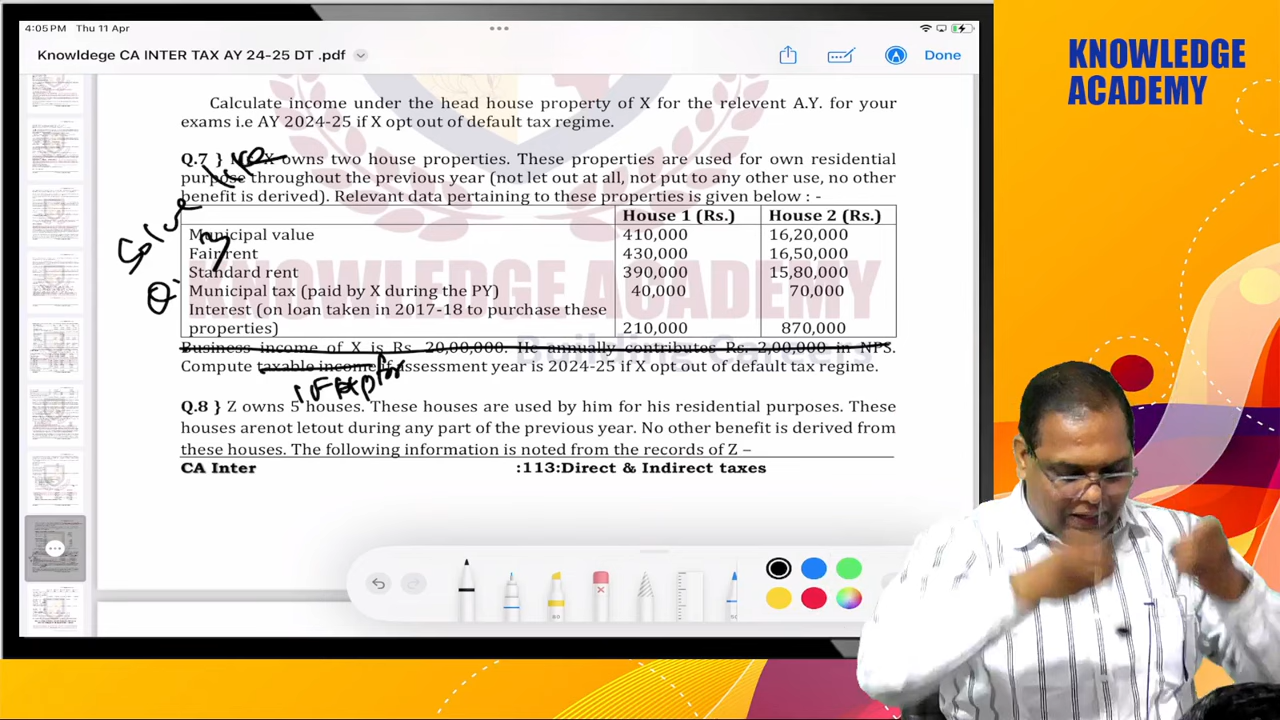 4:05 PM Thu 11 Apr
Knowldege CA INTER TAX AY 24-25 DT .pdf
Done
KNOWLEDGE
ACADEMY
Calculate income under the head house property of X for the relevent A.Y. for your
exams i.e AY 2024-25 if X opt out of default tax regime.
Q.7 X owns two house properties. These properties are used for own residential
purpose throughout the previous year (not let out at all, not put to any other use, no other
benefit is derived). Relevant data pertaining to these properties is given below : -
House 1 (Rs.) House 2 (Rs.)
Municipal value 410,000 16,20,000
Fair rent 430,000 16,50,000
Standard rent 390,000 15,80,000
Municipal tax (paid by X during the PY) 40,000 70,000
Interest (on loan taken in 2017-18 to purchase these
properties) 210,000 870,000
Business income of X is Rs. 20,00,000. He annually contributes Rs. 2,00,000 in NPS.
Compute taxable income if assessment year is 2024-25 if X opt out of default tax regime.
Solve
Q. 7
Q.8 Z owns 5 houses. These houses are used by him for his residential purposes. These
houses arenot letout during any part of the previous year. No other benefit is derived from
these houses. The following information is notedfrom the records of Z –
CA Inter :113:Direct & Indirect taxes
KNOWLEDGE ACADEMY
80